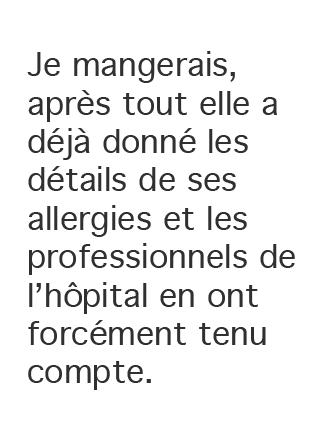 Je mangerais,
après tout elle a
déjà donné les
détails de ses
allergies et les
professionnels de
l’hôpital en ont
forcément tenu
compte.